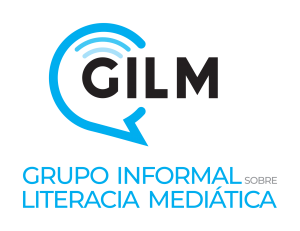 GILM
GRUPO INFORMAL SOBRE
LITERACIA MEDIÁTICA